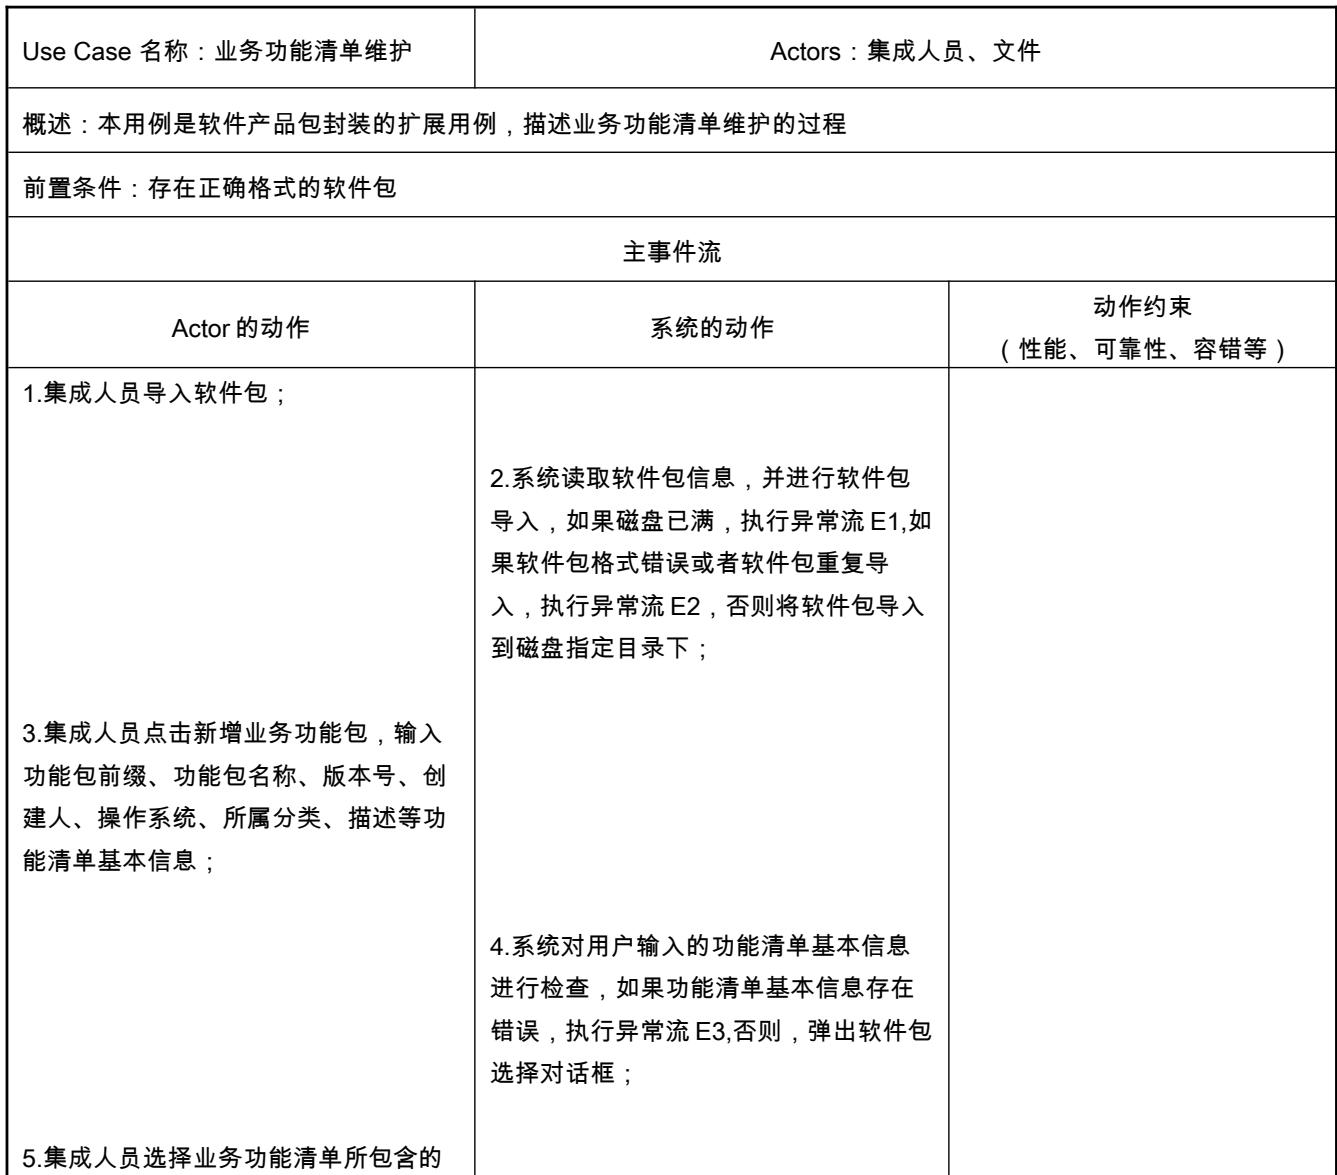 Use Case 名称：业务功能清单维护
Actors：集成人员、文件
概述：本用例是软件产品包封装的扩展用例，描述业务功能清单维护的过程
前置条件：存在正确格式的软件包
主事件流
Actor 的动作
系统的动作
动作约束
（性能、可靠性、容错等）
1.集成人员导入软件包；
2.系统读取软件包信息，并进行软件包
导入，如果磁盘已满，执行异常流 E1,如
果软件包格式错误或者软件包重复导
入，执行异常流 E2，否则将软件包导入
到磁盘指定目录下；
3.集成人员点击新增业务功能包，输入
功能包前缀、功能包名称、版本号、创
建人、操作系统、所属分类、描述等功
能清单基本信息；
4.系统对用户输入的功能清单基本信息
进行检查，如果功能清单基本信息存在
错误，执行异常流 E3,否则，弹出软件包
选择对话框；
5.集成人员选择业务功能清单所包含的